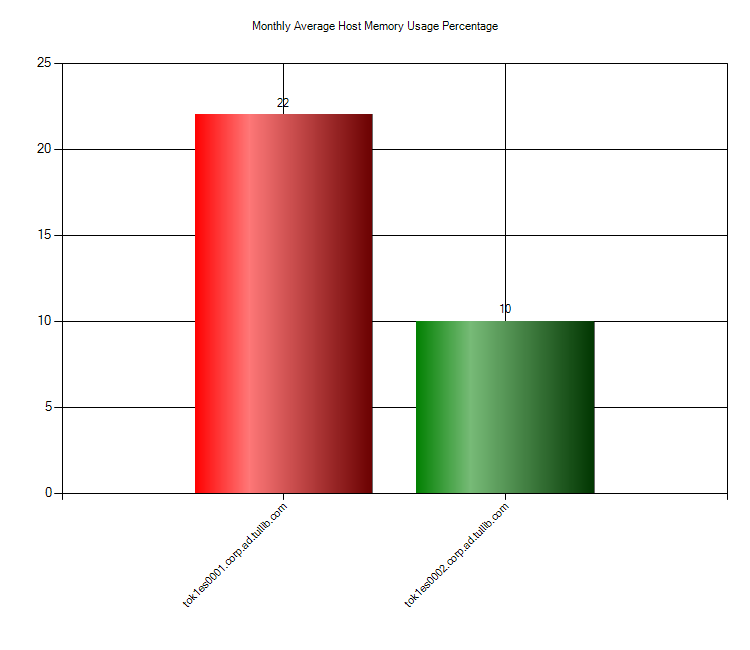 Monthly Average Host Memory Usage Percentage
25
22
20
15
10
10
5
0
tok1es0001.corp.ad.tullib.com
tok1es0002.corp.ad.tullib.com